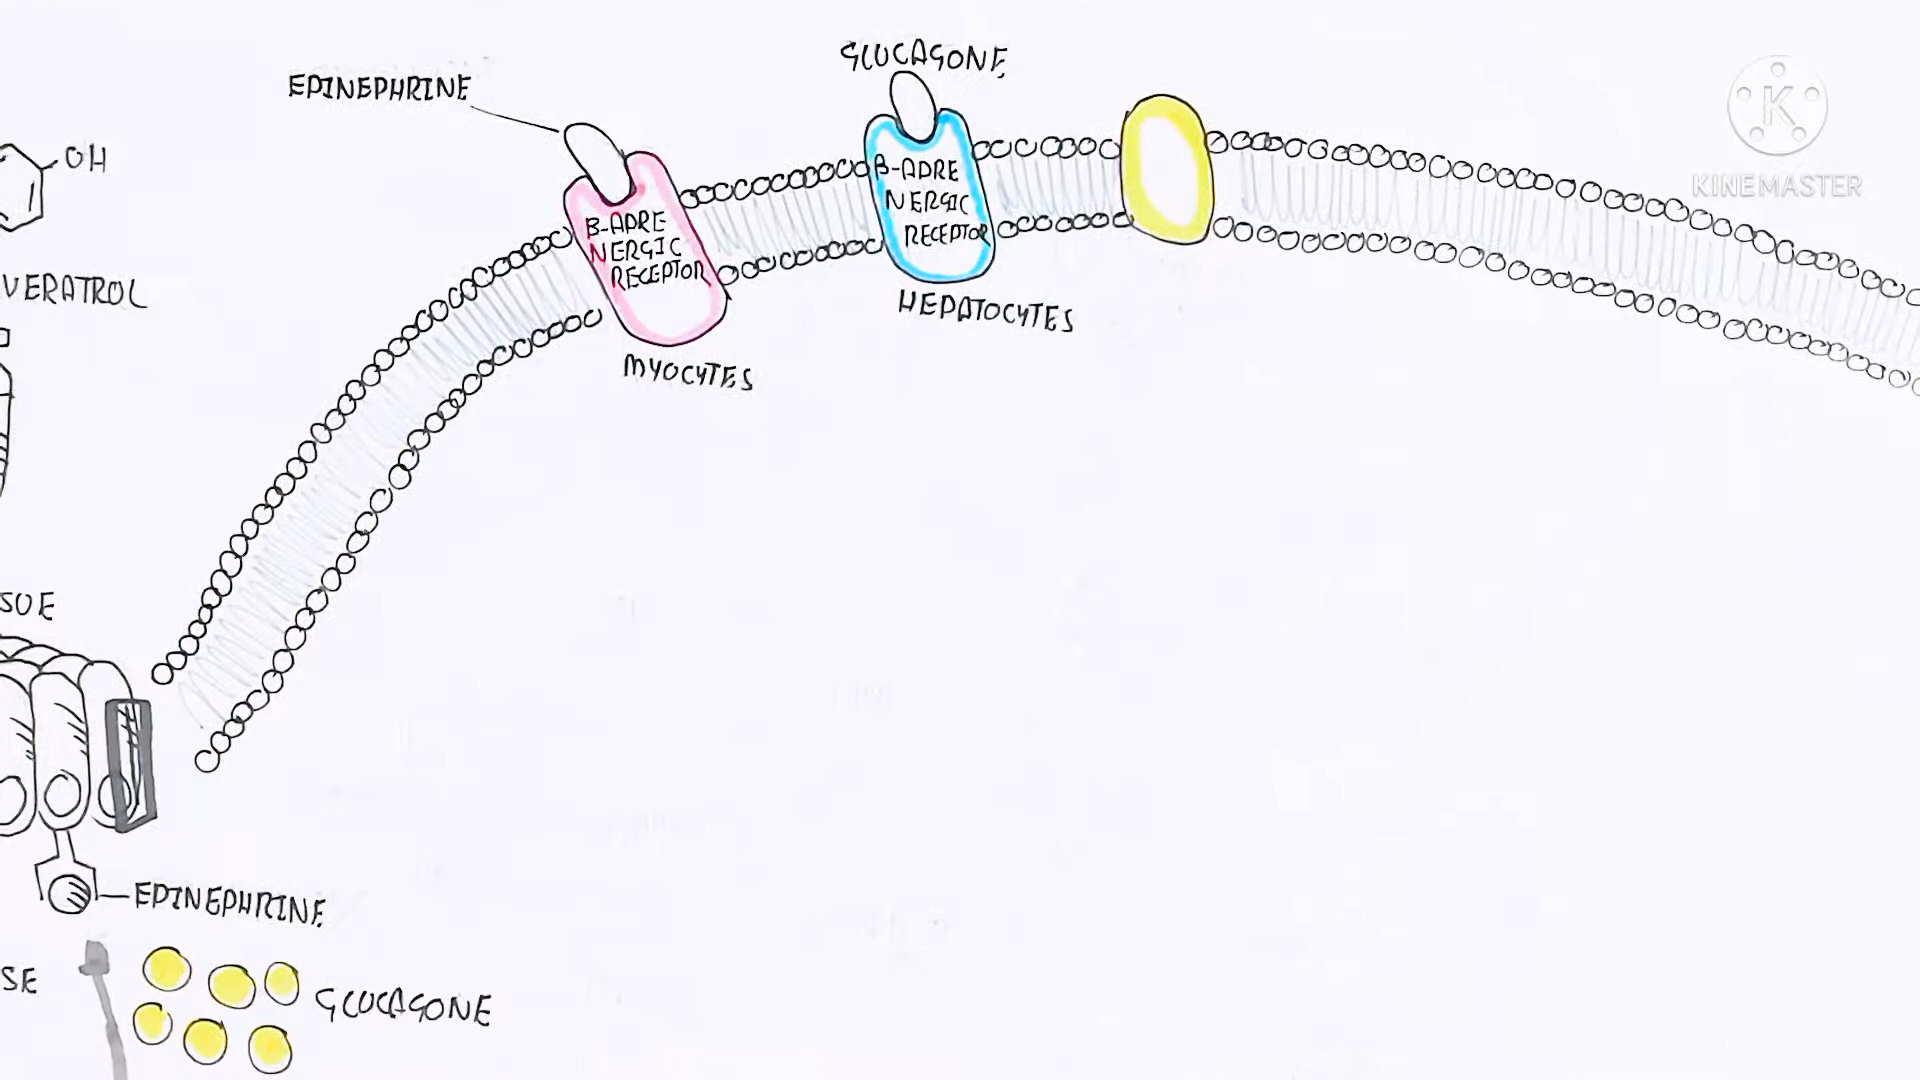 EPINEPHRINE
GLUCAGONE
K
KINEMASTER
OH
β-ADRE
NERGIC
RECEPTOR
β-ADRE
NERGIC
RECEPTOR
VERATROL
HEPATOCYTES
MYOCYTES
SUE
EPINEPHRINE
SE
GLUCAGONE